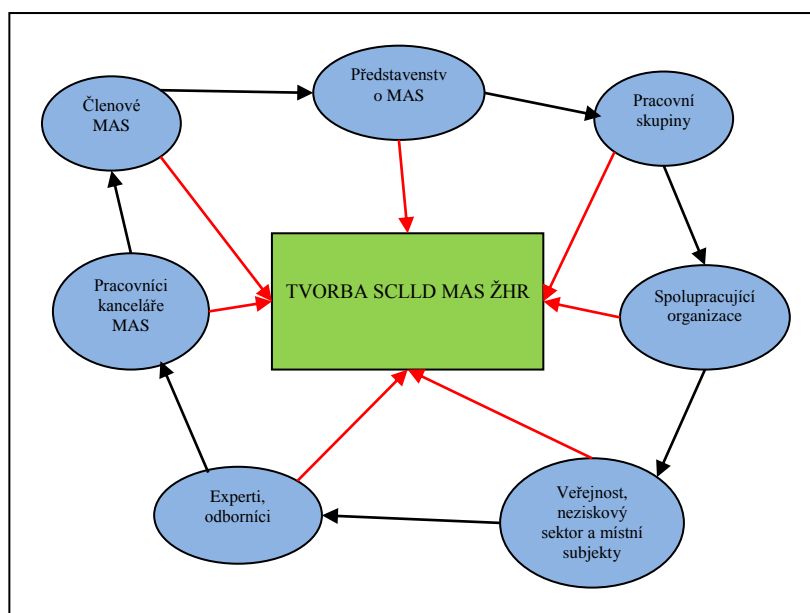 Představenstv
o MAS
Členové
MAS
Pracovní
skupiny
Pracovníci
kanceláře
MAS
TVORBA SCLLD MAS ŽHR
Spolupracující
organizace
Experti,
odborníci
Veřejnost,
neziskový
sektor a místní
subjekty